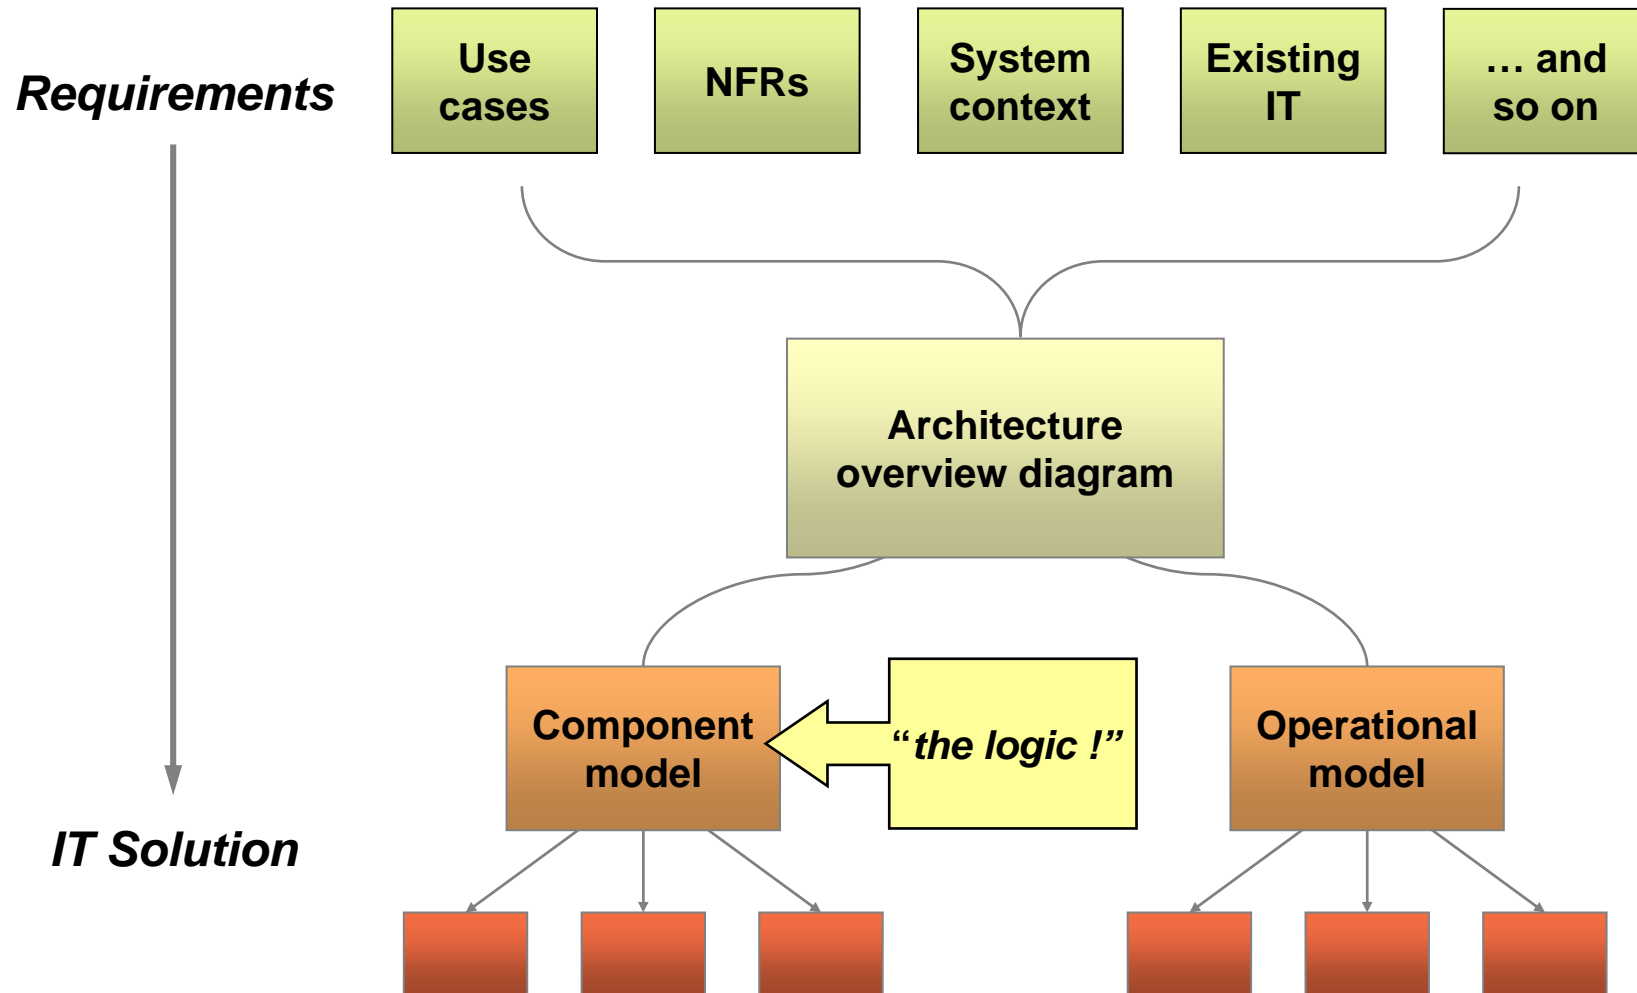 Requirements
Use
cases
NFRs
System
context
Existing
IT
… and
so on
Architecture
overview diagram
Component
model
“the logic !”
Operational
model
IT Solution